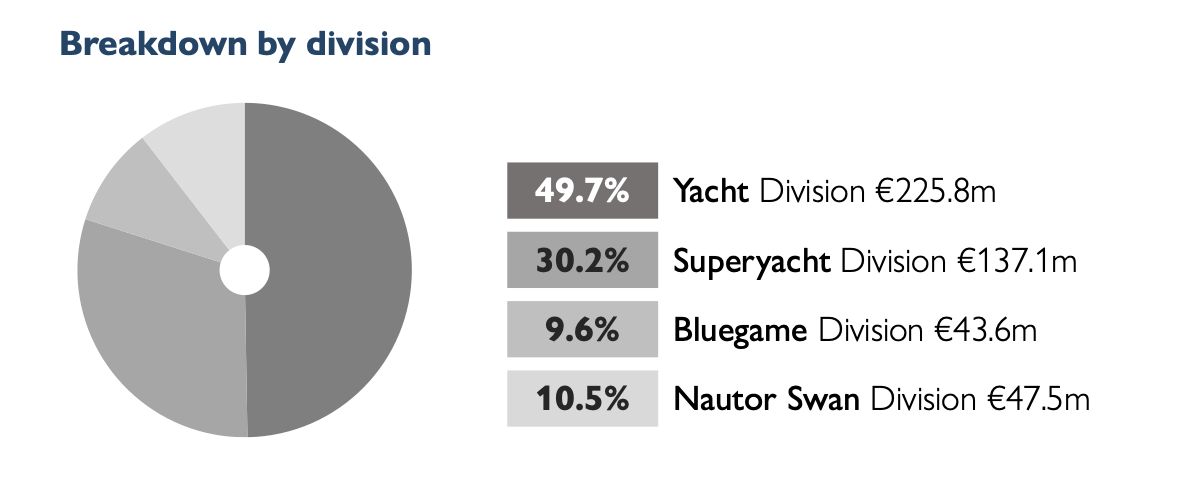 Breakdown by division
49.7% Yacht Division €225.8m
30.2% Superyacht Division €137.1m
9.6% Bluegame Division €43.6m
10.5% Nautor Swan Division €47.5m